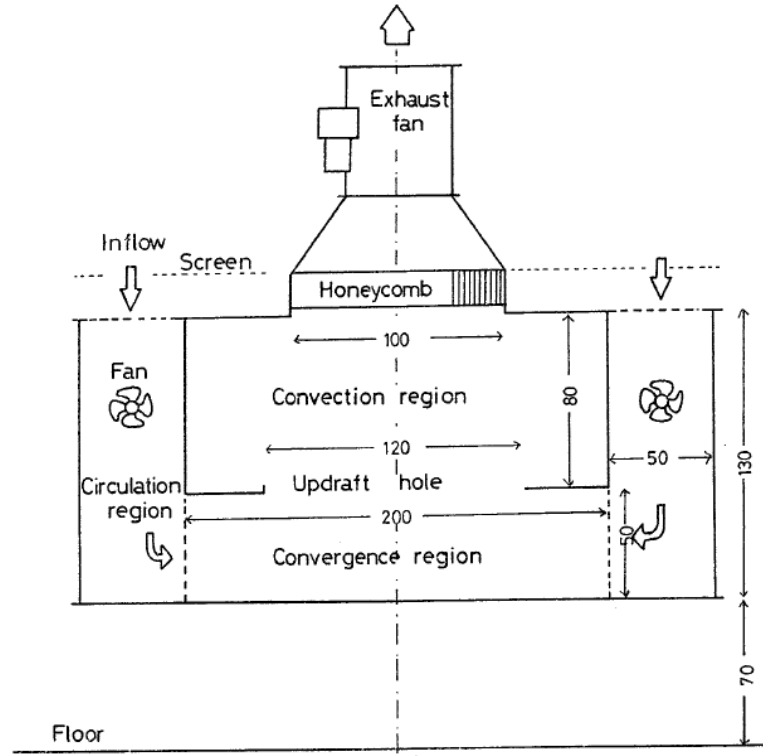 Exhaust
fan
Inflow
Screen
Honeycomb
100
Fan
Convection region
80
120
50
130
Circulation
region
Updraft hole
200
50
Convergence region
70
Floor